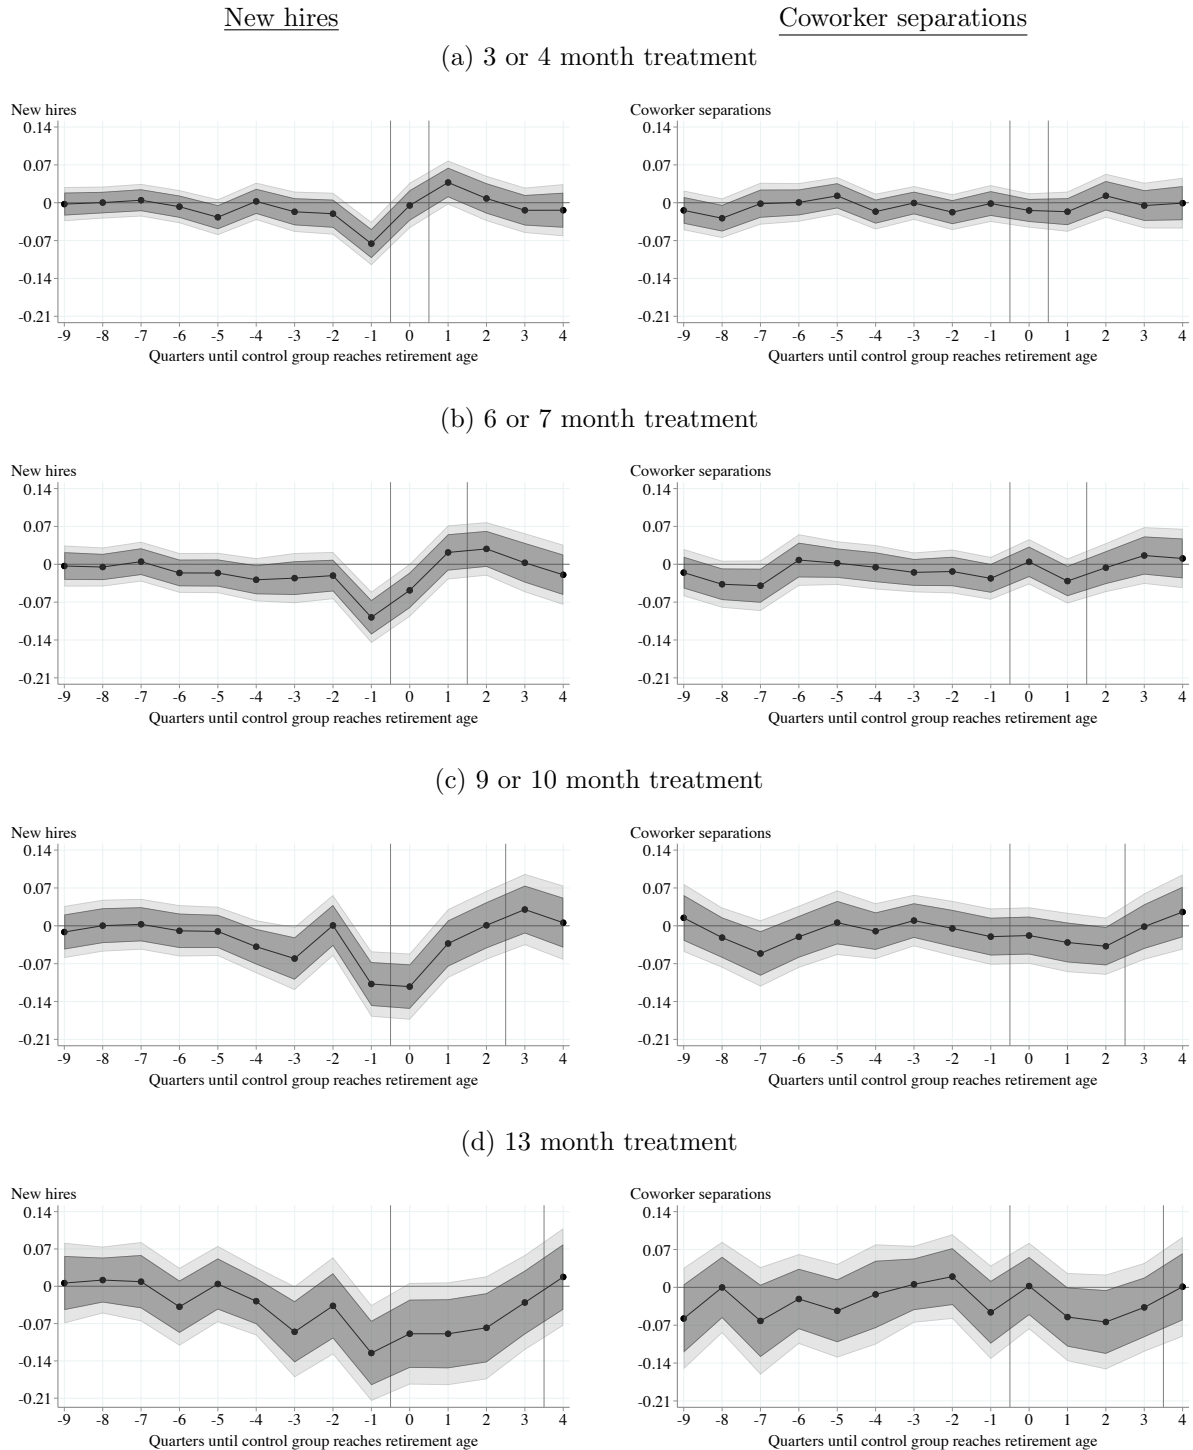 New hires
Coworker separations
(a) 3 or 4 month treatment
New hires
0.14
0.07
0
-0.07
-0.14
-0.21
-9 -8 -7 -6 -5 -4 -3 -2 -1 0 1 2 3 4
Quarters until control group reaches retirement age
Coworker separations
0.14
0.07
0
-0.07
-0.14
-0.21
-9 -8 -7 -6 -5 -4 -3 -2 -1 0 1 2 3 4
Quarters until control group reaches retirement age
(b) 6 or 7 month treatment
New hires
0.14
0.07
0
-0.07
-0.14
-0.21
-9 -8 -7 -6 -5 -4 -3 -2 -1 0 1 2 3 4
Quarters until control group reaches retirement age
Coworker separations
0.14
0.07
0
-0.07
-0.14
-0.21
-9 -8 -7 -6 -5 -4 -3 -2 -1 0 1 2 3 4
Quarters until control group reaches retirement age
(c) 9 or 10 month treatment
New hires
0.14
0.07
0
-0.07
-0.14
-0.21
-9 -8 -7 -6 -5 -4 -3 -2 -1 0 1 2 3 4
Quarters until control group reaches retirement age
Coworker separations
0.14
0.07
0
-0.07
-0.14
-0.21
-9 -8 -7 -6 -5 -4 -3 -2 -1 0 1 2 3 4
Quarters until control group reaches retirement age
(d) 13 month treatment
New hires
0.14
0.07
0
-0.07
-0.14
-0.21
-9 -8 -7 -6 -5 -4 -3 -2 -1 0 1 2 3 4
Quarters until control group reaches retirement age
Coworker separations
0.14
0.07
0
-0.07
-0.14
-0.21
-9 -8 -7 -6 -5 -4 -3 -2 -1 0 1 2 3 4
Quarters until control group reaches retirement age